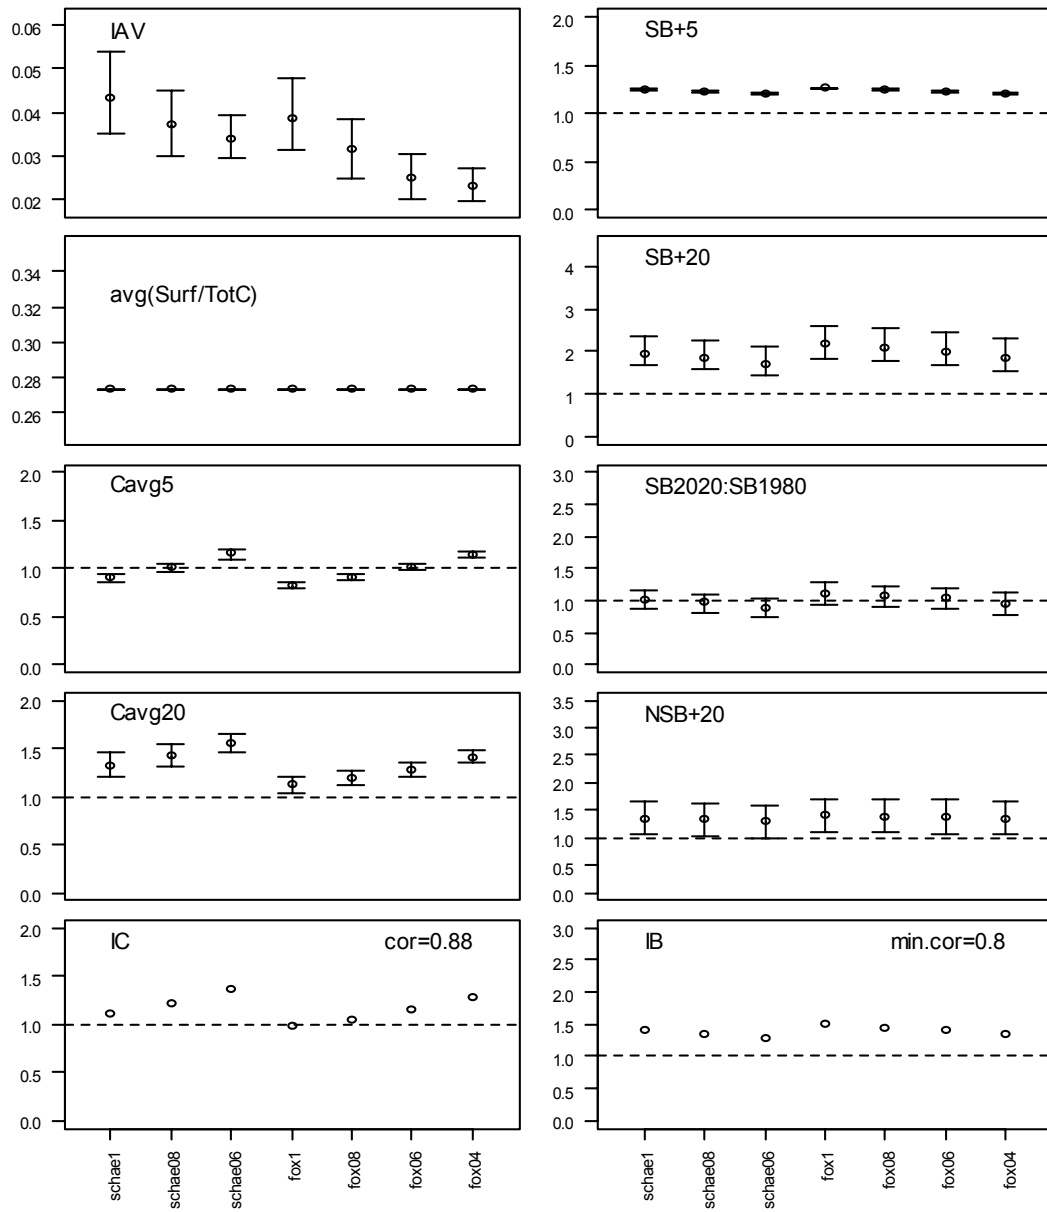 IAV
0.06
0.05
0.04
0.03
0.02
SB+5
2.0
1.5
1.0
0.5
0.0
avg(Surf/TotC)
0.34
0.32
0.30
0.28
0.26
SB+20
4
3
2
1
0
Cavg5
2.0
1.5
1.0
0.5
0.0
SB2020:SB1980
3.0
2.5
2.0
1.5
1.0
0.5
0.0
Cavg20
2.0
1.5
1.0
0.5
0.0
NSB+20
3.5
3.0
2.5
2.0
1.5
1.0
0.5
0.0
IC cor=0.88
2.0
1.5
1.0
0.5
0.0
IB min.cor=0.8
3.0
2.5
2.0
1.5
1.0
0.5
0.0
schae1
schae08
schae06
fox1
fox08
fox06
fox04
schae1
schae08
schae06
fox1
fox08
fox06
fox04